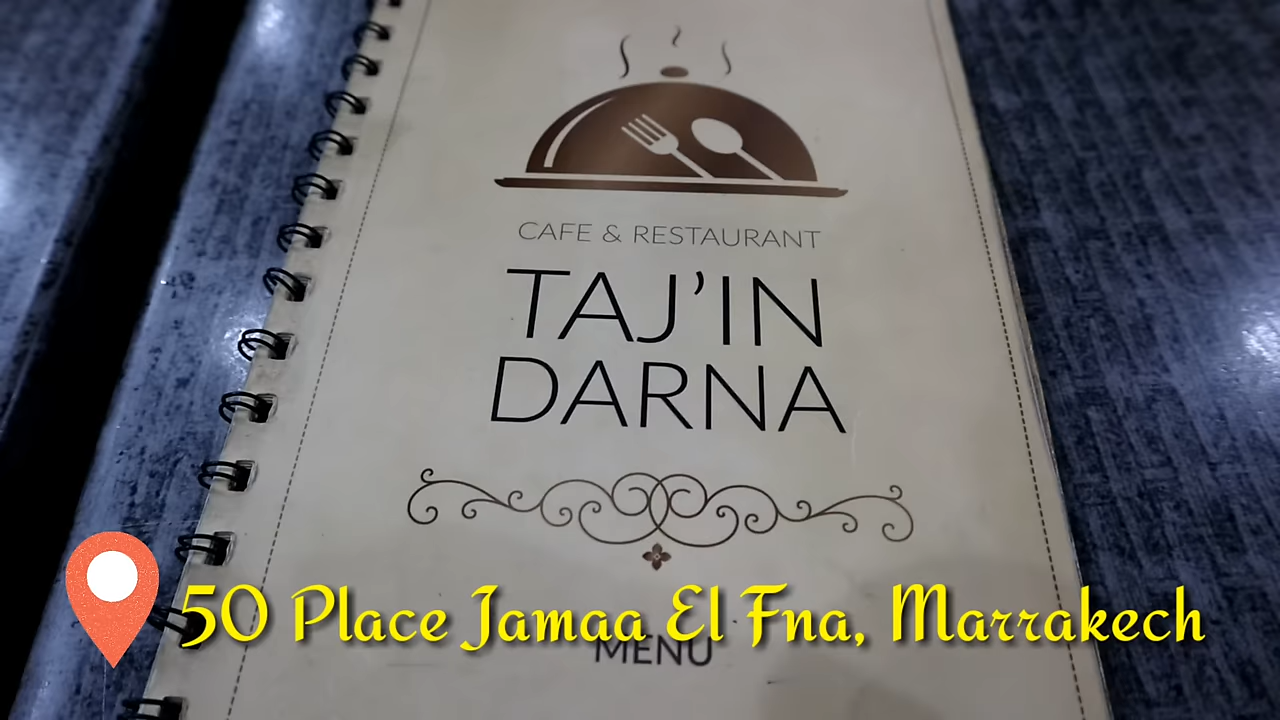 CAFE & RESTAURANT
TAJ'IN
DARNA
50 Place Jamaa El Fna, Marrakech
MENU